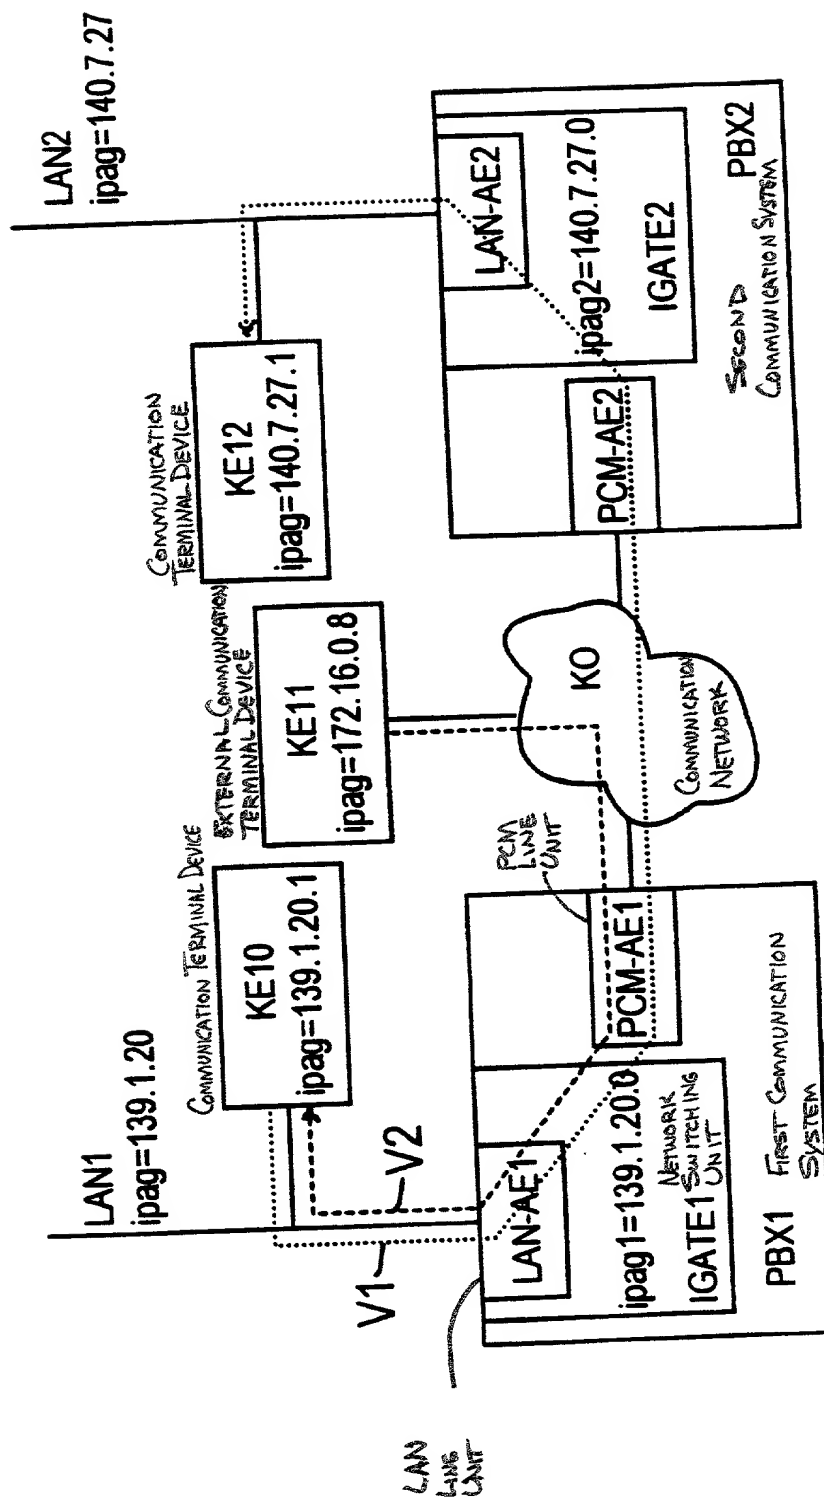 LAN1
ipag=139.1.20
COMMUNICATION TERMINAL DEVICE
KE10
ipag=139.1.20.1
EXTERNAL COMMUNICATION
TERMINAL DEVICE
KE11
ipag=172.16.0.8
COMMUNICATION
TERMINAL DEVICE
KE12
ipag=140.7.27.1
LAN2
ipag=140.7.27
V1
V2
LAN
LINE
UNIT
LAN-AE1
ipag1=139.1.20.0
NETWORK
SWITCHING
UNIT
IGATE1
PBX1
FIRST COMMUNICATION
SYSTEM
PCM
LINE
UNIT
PCM-AE1
KO
COMMUNICATION
NETWORK
PCM-AE2
LAN-AE2
ipag2=140.7.27.0
IGATE2
PBX2
SECOND
COMMUNICATION SYSTEM